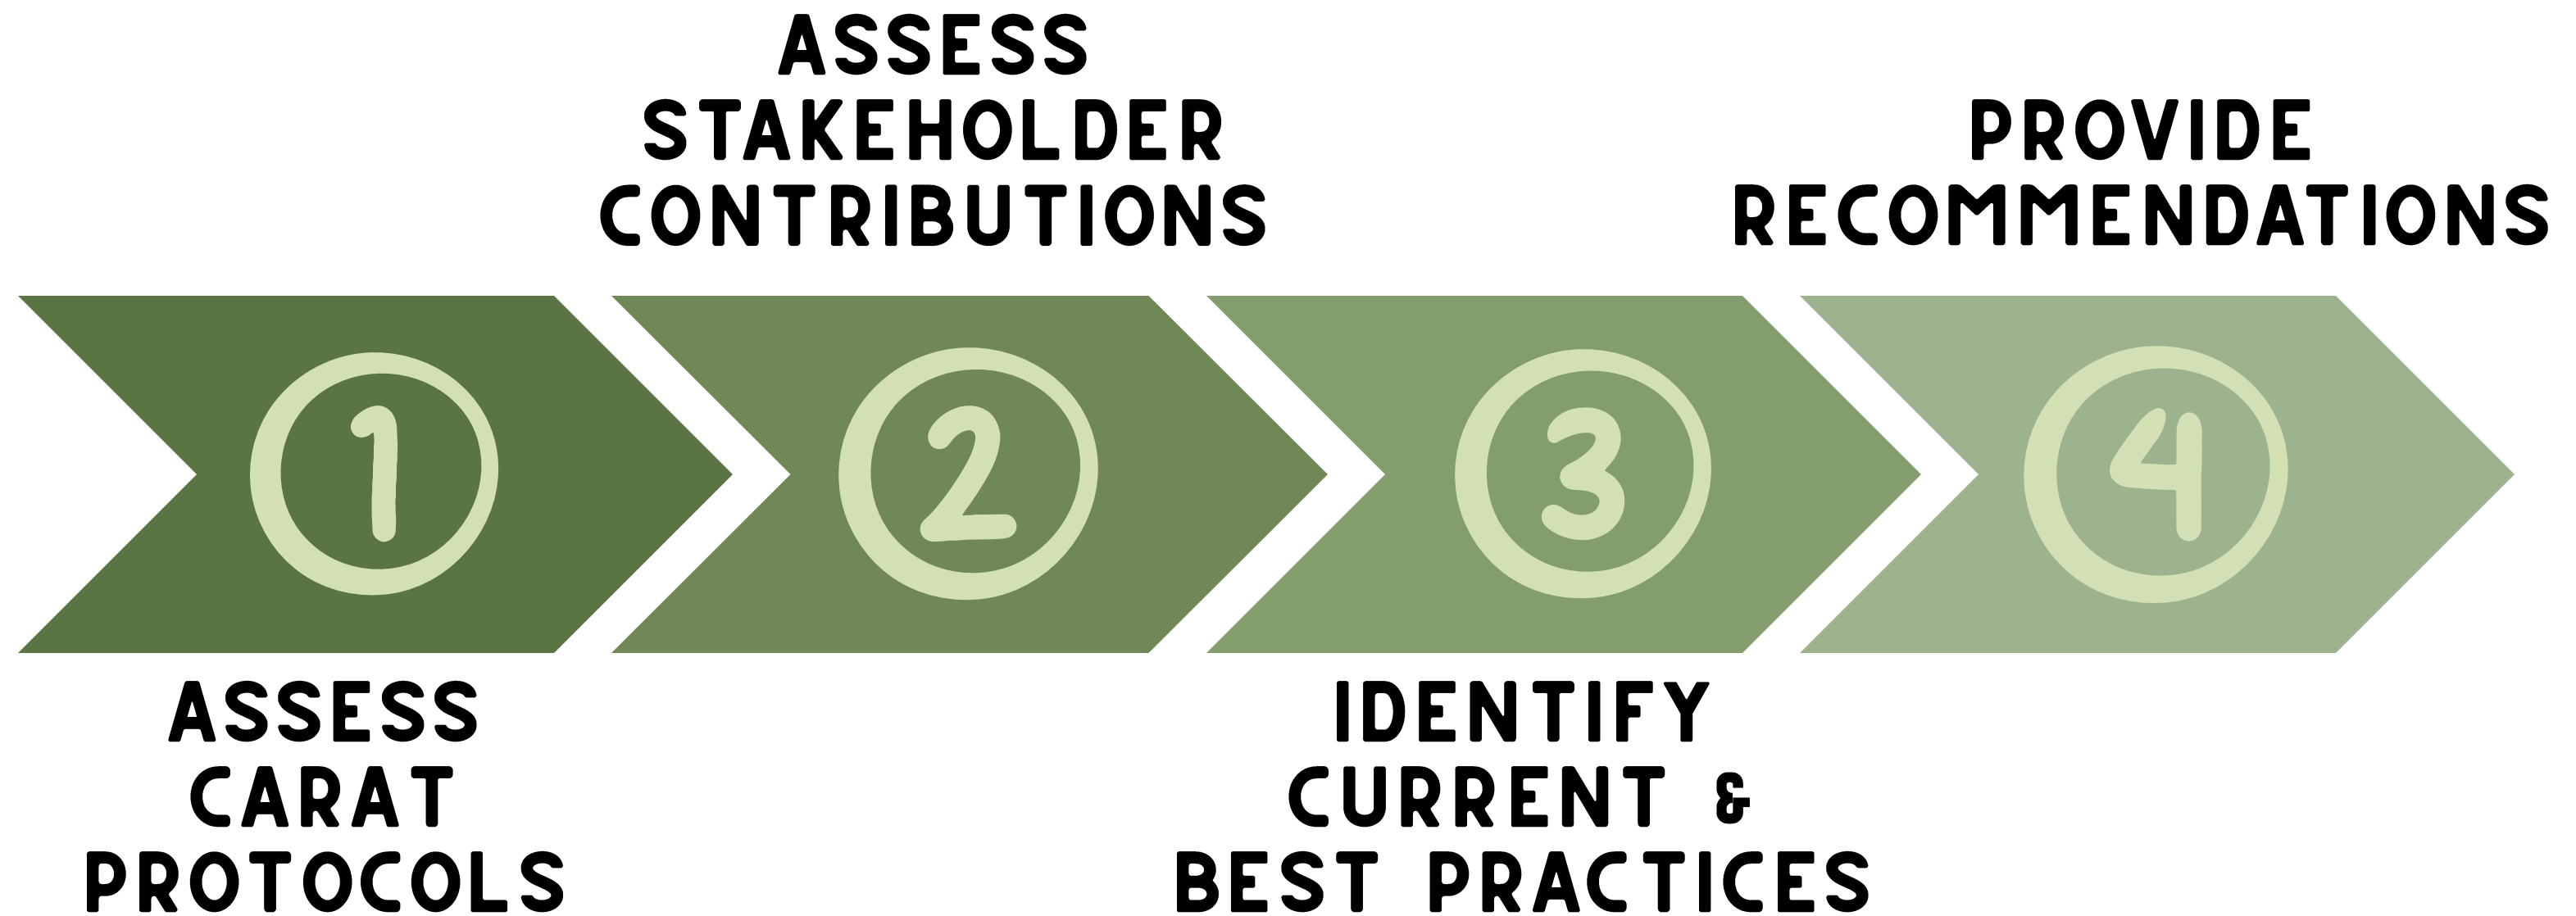 1
ASSESS
CARAT
PROTOCOLS
2
ASSESS
STAKEHOLDER
CONTRIBUTIONS
3
IDENTIFY
CURRENT &
BEST PRACTICES
4
PROVIDE
RECOMMENDATIONS